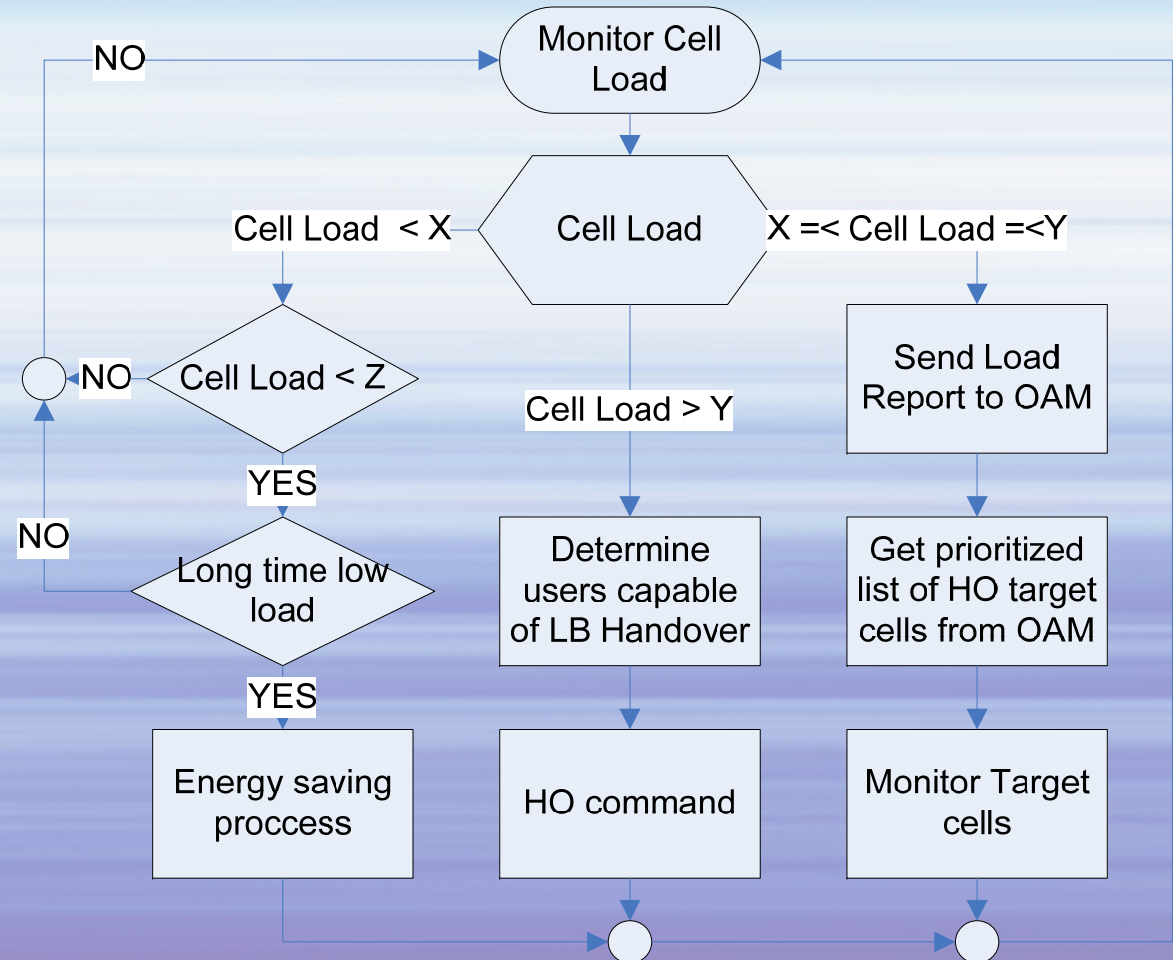 NO
Monitor Cell
Load
Cell Load < X
Cell Load
X =< Cell Load =<Y
NO
Cell Load < Z
Send Load
Report to OAM
Cell Load > Y
YES
NO
Long time low
load
Determine
users capable
of LB Handover
Get prioritized
list of HO target
cells from OAM
YES
Energy saving
proccess
HO command
Monitor Target
cells